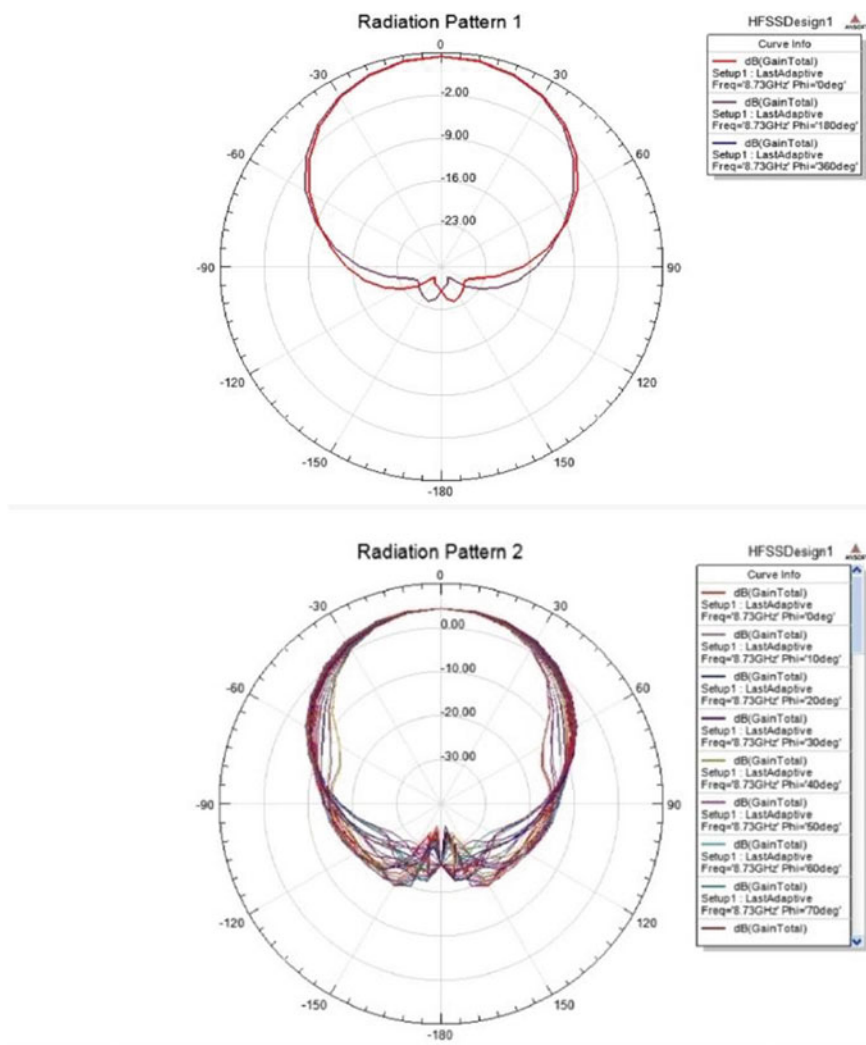 Radiation Pattern 1
HFSSDesign1
ANSOFT
Curve Info
dB(GainTotal)
Setup1 : LastAdaptive
Freq='8.73GHz' Phi='0deg'
dB(GainTotal)
Setup1 : LastAdaptive
Freq='8.73GHz' Phi='180deg'
dB(GainTotal)
Setup1 : LastAdaptive
Freq='8.73GHz' Phi='360deg'
0
-30
30
-2.00
-9.00
-60
60
-16.00
-23.00
-90
90
-120
120
-150
150
-180
Radiation Pattern 2
HFSSDesign1
ANSOFT
Curve Info
dB(GainTotal)
Setup1 : LastAdaptive
Freq='8.73GHz' Phi='0deg'
dB(GainTotal)
Setup1 : LastAdaptive
Freq='8.73GHz' Phi='10deg'
dB(GainTotal)
Setup1 : LastAdaptive
Freq='8.73GHz' Phi='20deg'
dB(GainTotal)
Setup1 : LastAdaptive
Freq='8.73GHz' Phi='30deg'
dB(GainTotal)
Setup1 : LastAdaptive
Freq='8.73GHz' Phi='40deg'
dB(GainTotal)
Setup1 : LastAdaptive
Freq='8.73GHz' Phi='50deg'
dB(GainTotal)
Setup1 : LastAdaptive
Freq='8.73GHz' Phi='60deg'
dB(GainTotal)
Setup1 : LastAdaptive
Freq='8.73GHz' Phi='70deg'
dB(GainTotal)
0
-30
30
0.00
-10.00
-60
60
-20.00
-30.00
-90
90
-120
120
-150
150
-180